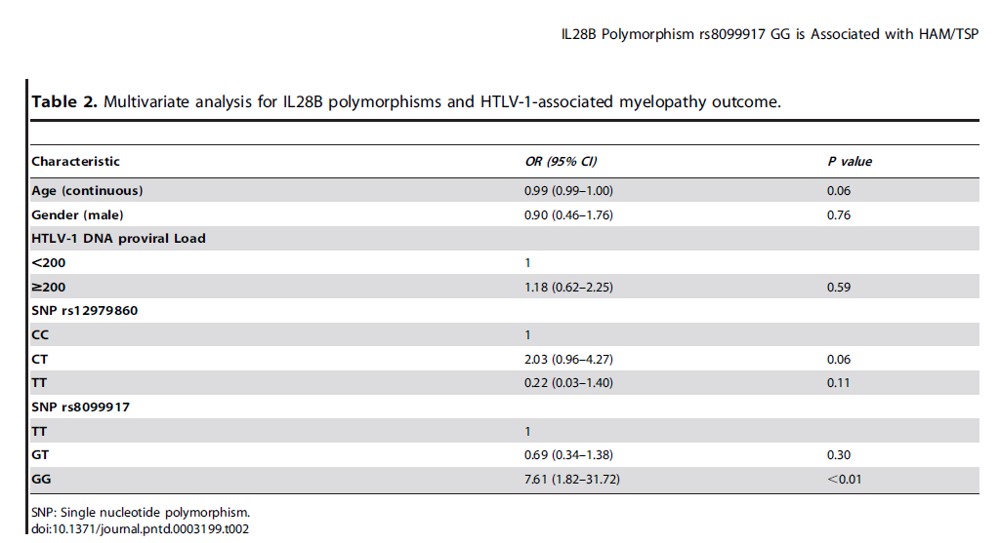 IL28B Polymorphism rs8099917 GG is Associated with HAM/TSP
Table 2. Multivariate analysis for IL28B polymorphisms and HTLV-1-associated myelopathy outcome.
Characteristic OR (95% CI) P value
Age (continuous) 0.99 (0.99–1.00) 0.06
Gender (male) 0.90 (0.46–1.76) 0.76
HTLV-1 DNA proviral Load
<200 1
≥200 1.18 (0.62–2.25) 0.59
SNP rs12979860
CC 1
CT 2.03 (0.96–4.27) 0.06
TT 0.22 (0.03–1.40) 0.11
SNP rs8099917
TT 1
GT 0.69 (0.34–1.38) 0.30
GG 7.61 (1.82–31.72) <0.01
SNP: Single nucleotide polymorphism.
doi:10.1371/journal.pntd.0003199.t002